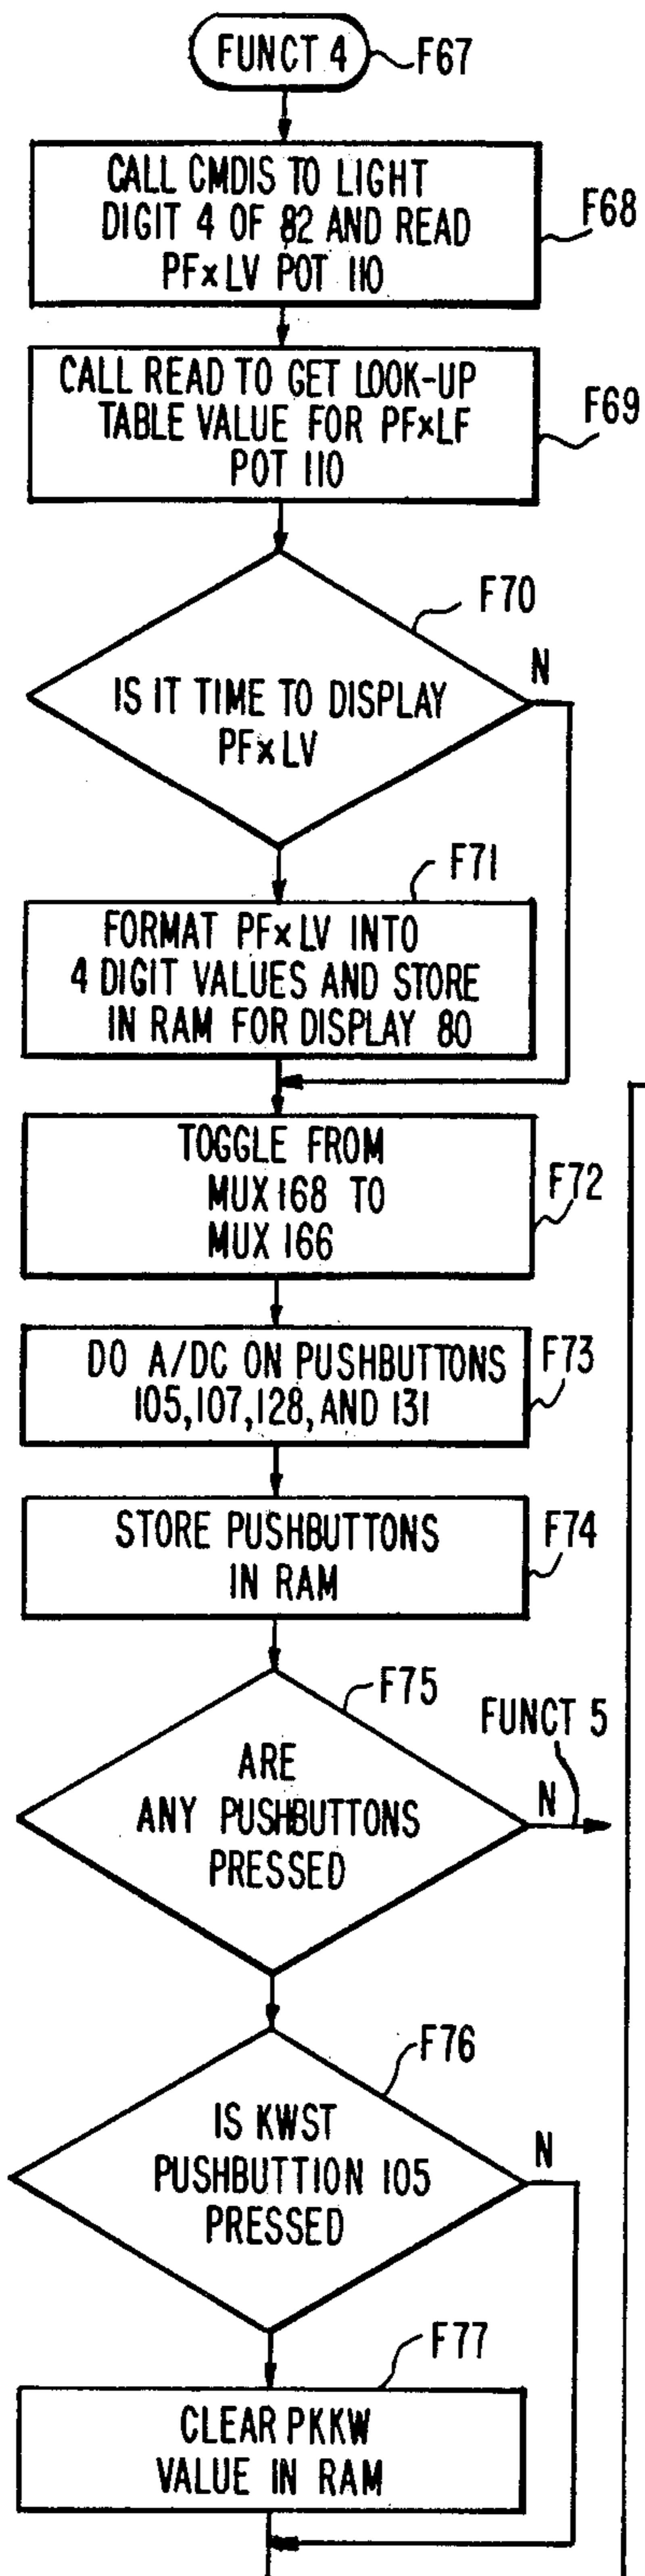 FUNCT 4
F67
CALL CMDIS TO LIGHT
DIGIT 4 OF 82 AND READ
PF×LV POT 110
F68
CALL READ TO GET LOOK-UP
TABLE VALUE FOR PF×LF
POT 110
F69
F70
IS IT TIME TO DISPLAY
PF×LV
N
F71
FORMAT PF×LV INTO
4 DIGIT VALUES AND STORE
IN RAM FOR DISPLAY 80
TOGGLE FROM
MUX 168 TO
MUX 166
F72
DO A/DC ON PUSHBUTTONS
105,107,128, AND 131
F73
STORE PUSHBUTTONS
IN RAM
F74
F75
ARE
ANY PUSHBUTTONS
PRESSED
FUNCT 5
N
F76
IS KWST
PUSHBUTTION 105
PRESSED
N
F77
CLEAR PKKW
VALUE IN RAM